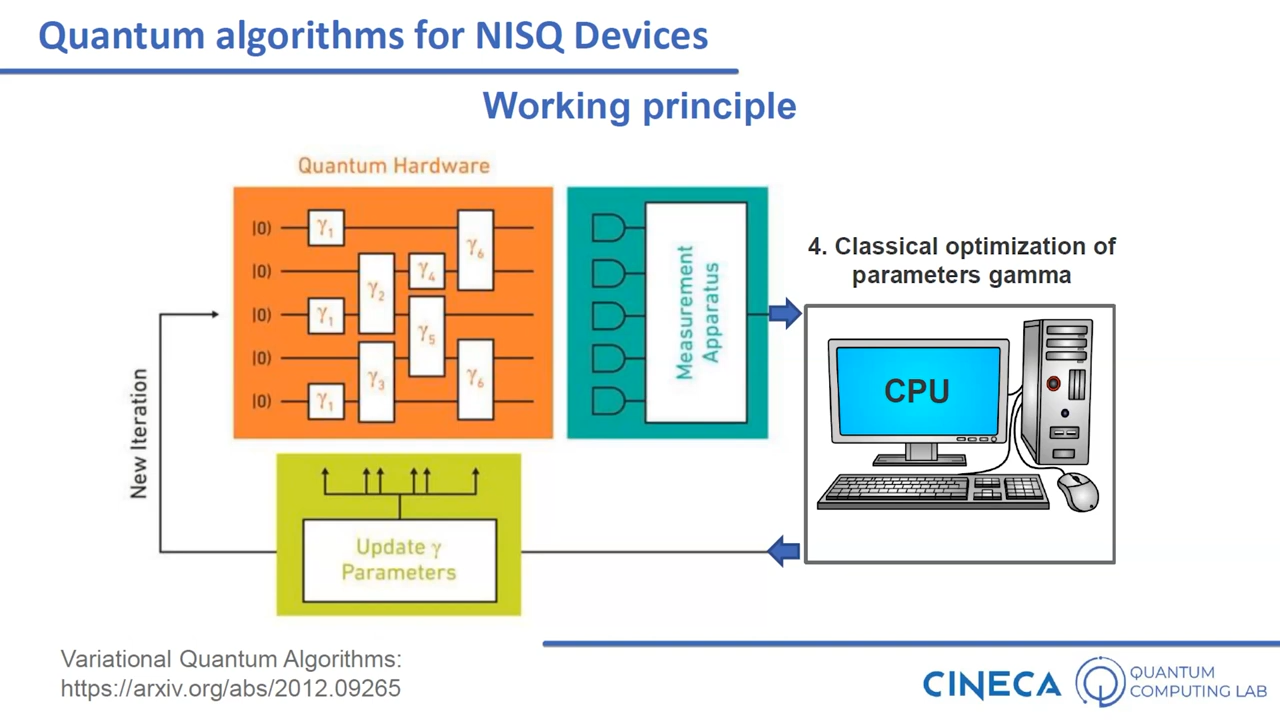 Quantum algorithms for NISQ Devices
Working principle
Quantum Hardware
|0⟩ γ1 γ6
|0⟩ γ2 γ4
|0⟩ γ1 γ5
|0⟩ γ3 γ6
|0⟩ γ1
Measurement
Apparatus
4. Classical optimization of
parameters gamma
CPU
New Iteration
Update γ
Parameters
Variational Quantum Algorithms:
https://arxiv.org/abs/2012.09265
CINECA
QUANTUM
COMPUTING LAB